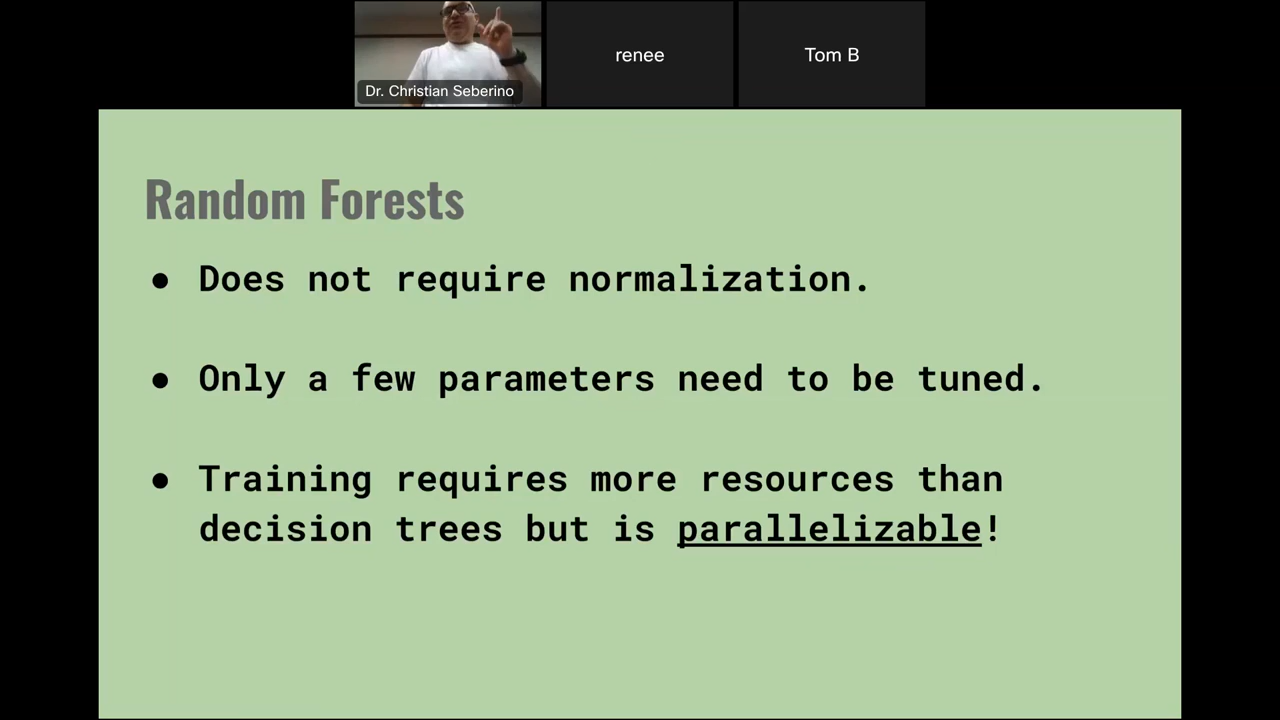 Dr. Christian Seberino
renee
Tom B
Random Forests
● Does not require normalization.
● Only a few parameters need to be tuned.
● Training requires more resources than
decision trees but is parallelizable!